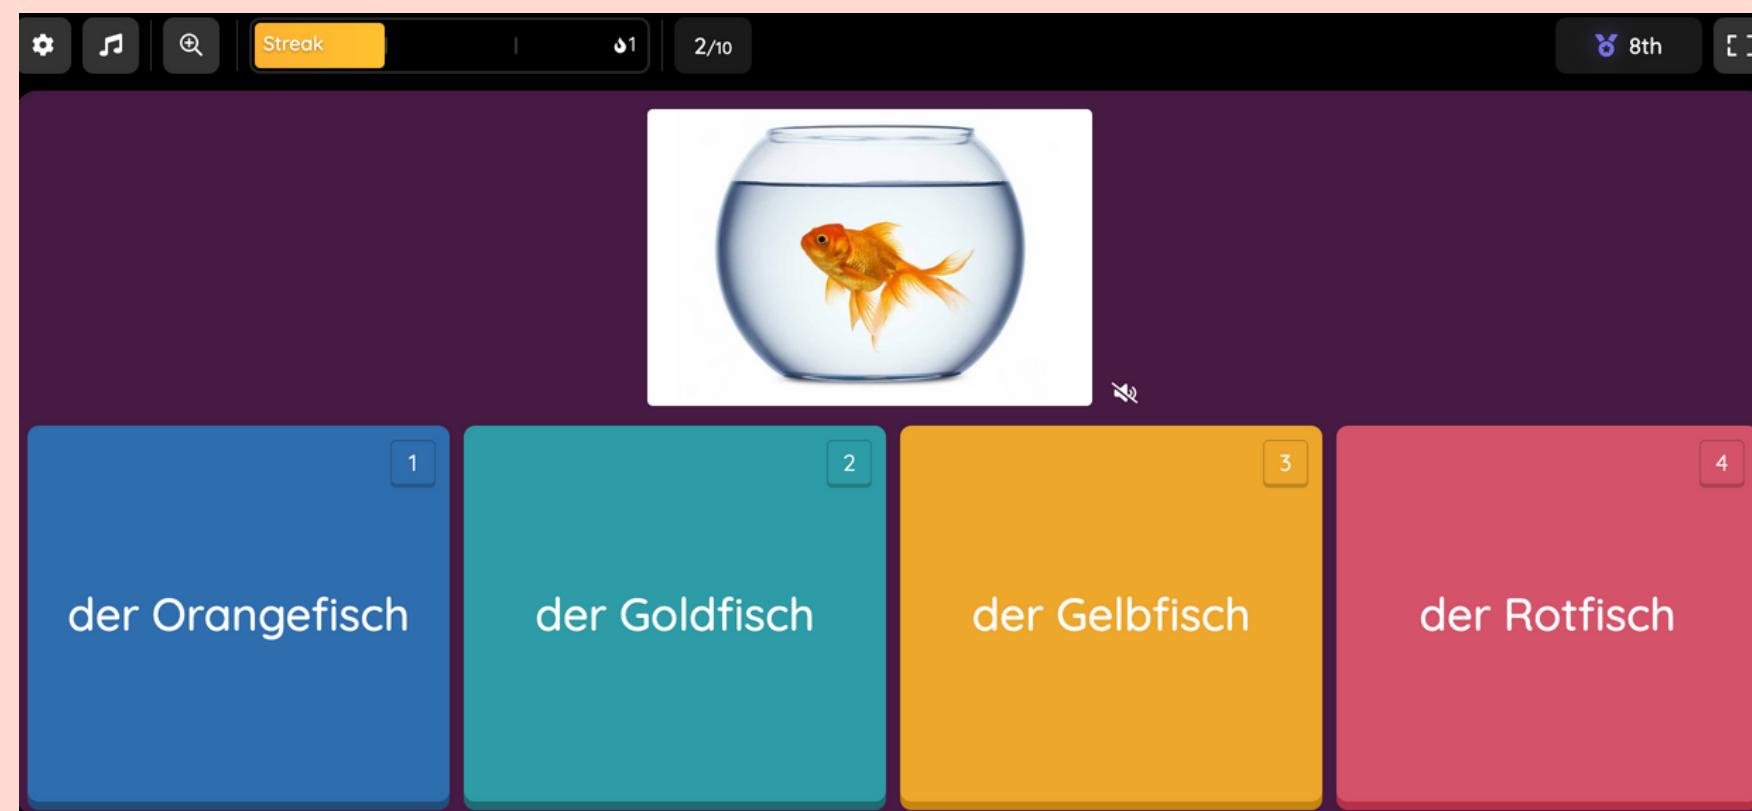 Streak
1
2/10
8th
1
2
3
4
der Orangefisch
der Goldfisch
der Gelbfisch
der Rotfisch